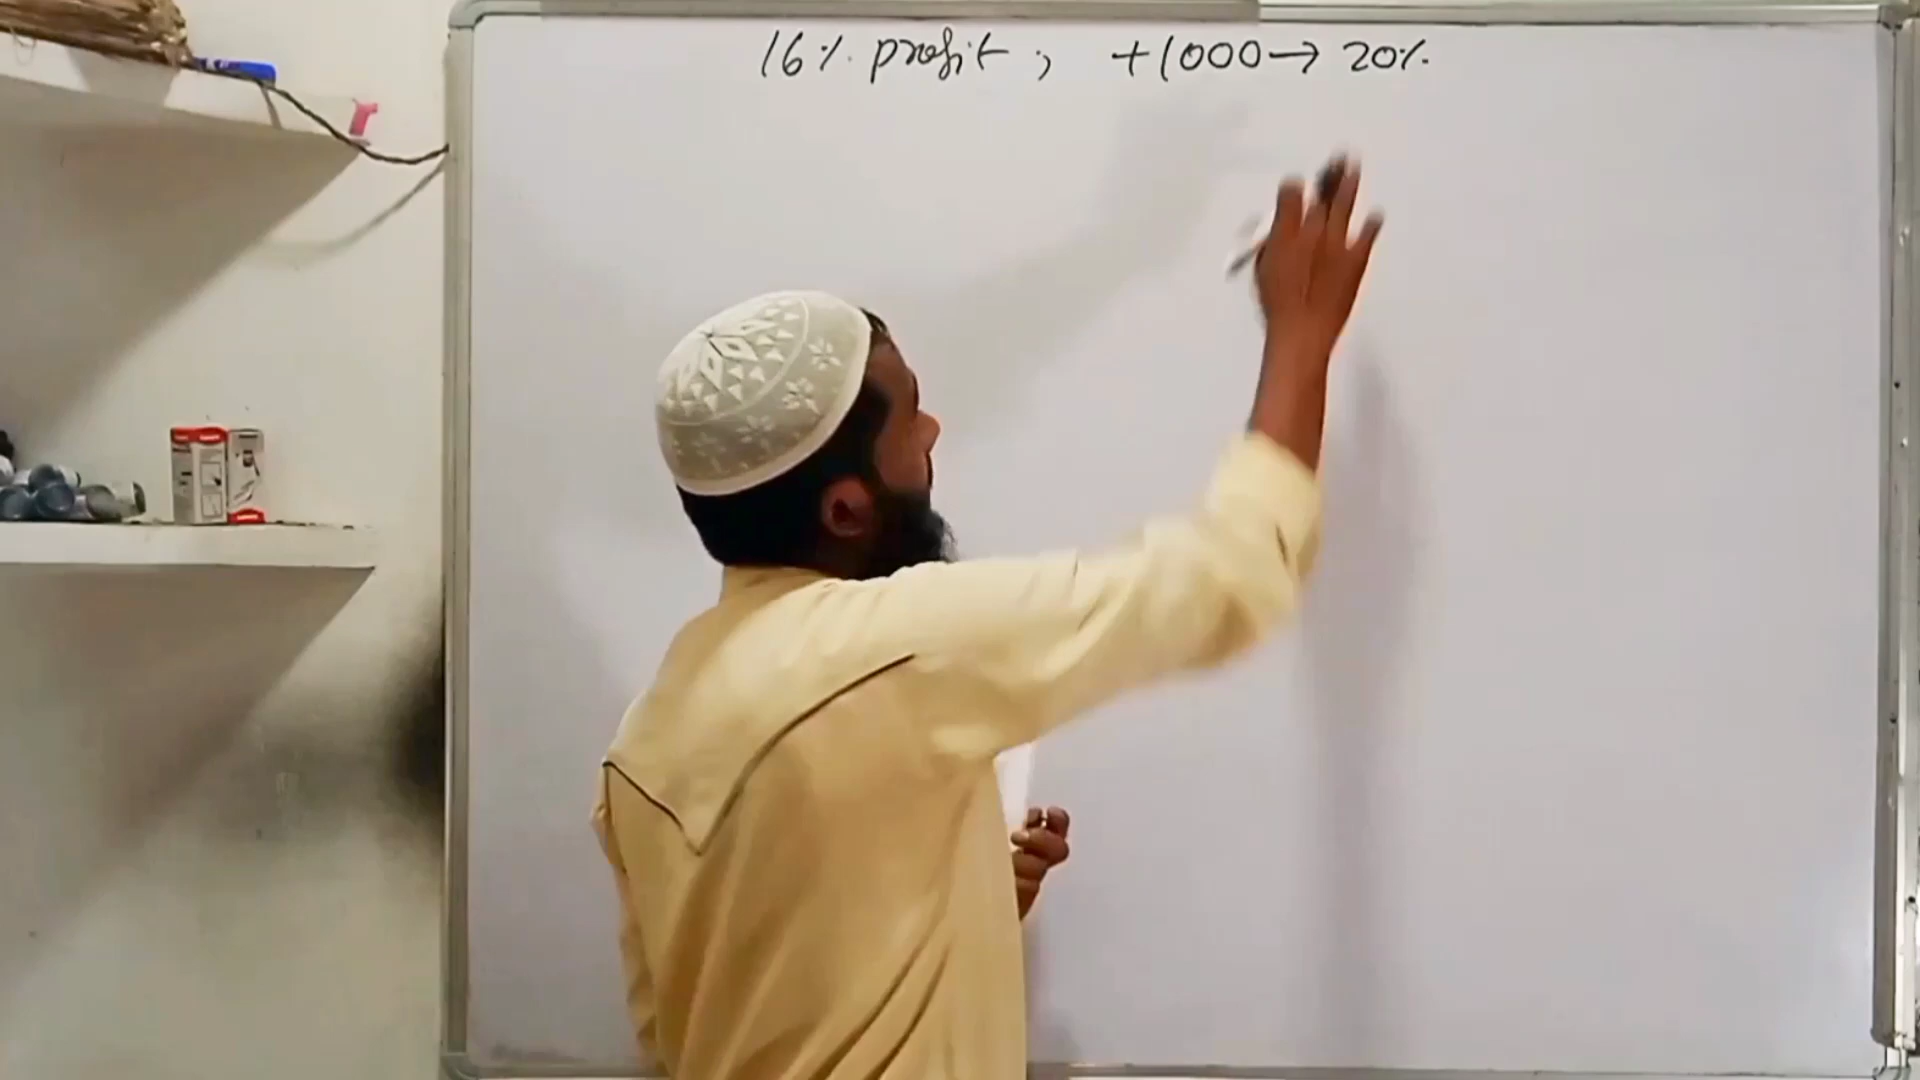 16% profit ; +1000→ 20%